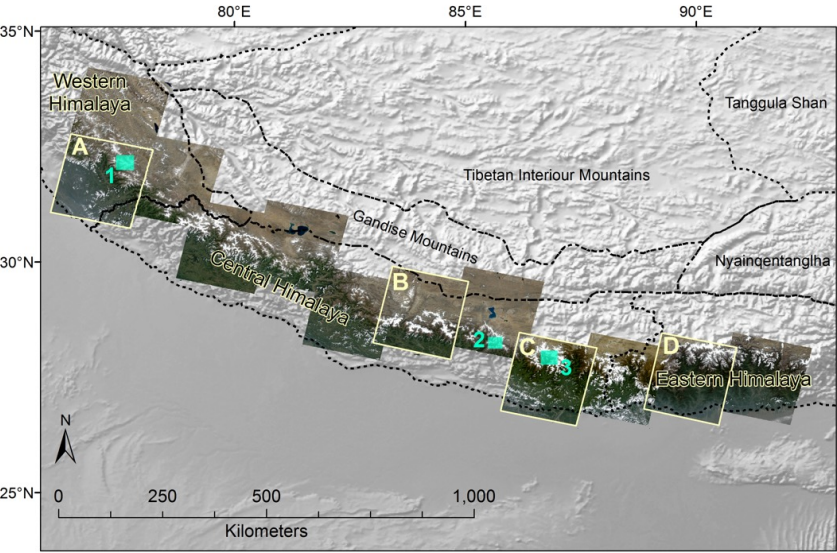 80°E 85°E 90°E
35°N
Western
Himalaya
Tanggula Shan
A
1
Tibetan Interiour Mountains
Gandise Mountains
30°N
Nyainqentanglha
Central Himalaya
B
2
C
3
D
Eastern Himalaya
N
25°N
0 250 500 1,000
Kilometers